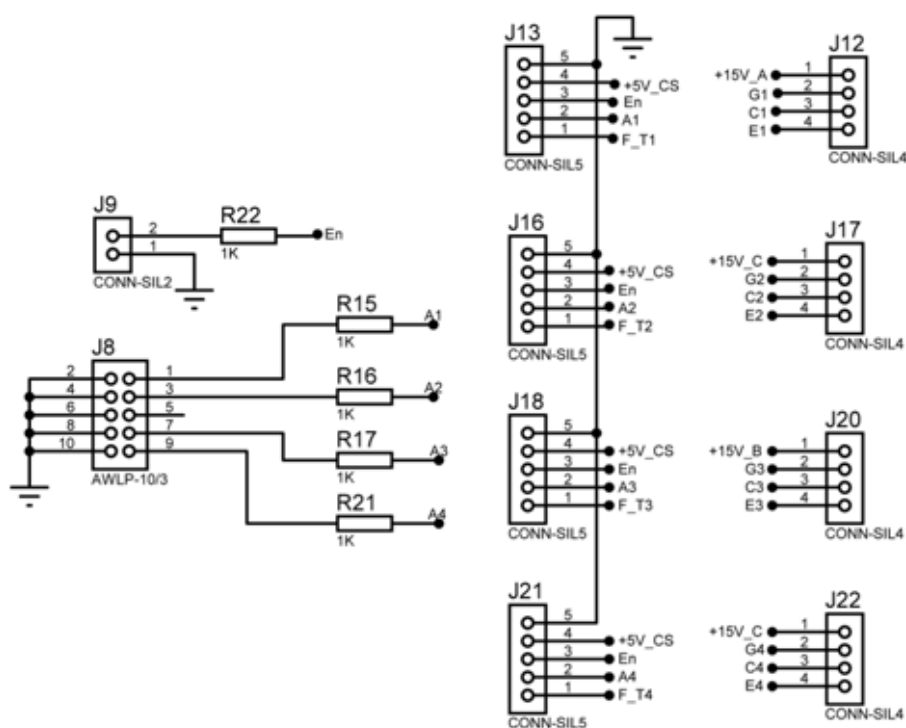 J13
5
4 +5V_CS
3 En
2 A1
1 F_T1
CONN-SIL5
J12
+15V_A 1
G1 2
C1 3
E1 4
CONN-SIL4
J9
2
1
CONN-SIL2
R22
1K
En
J16
5
4 +5V_CS
3 En
2 A2
1 F_T2
CONN-SIL5
J17
+15V_C 1
G2 2
C2 3
E2 4
CONN-SIL4
R15
1K
A1
J8
2 1
4 3
6 5
8 7
10 9
AWLP-10/3
R16
1K
A2
R17
1K
A3
R21
1K
A4
J18
5
4 +5V_CS
3 En
2 A3
1 F_T3
CONN-SIL5
J20
+15V_B 1
G3 2
C3 3
E3 4
CONN-SIL4
J21
5
4 +5V_CS
3 En
2 A4
1 F_T4
CONN-SIL5
J22
+15V_C 1
G4 2
C4 3
E4 4
CONN-SIL4